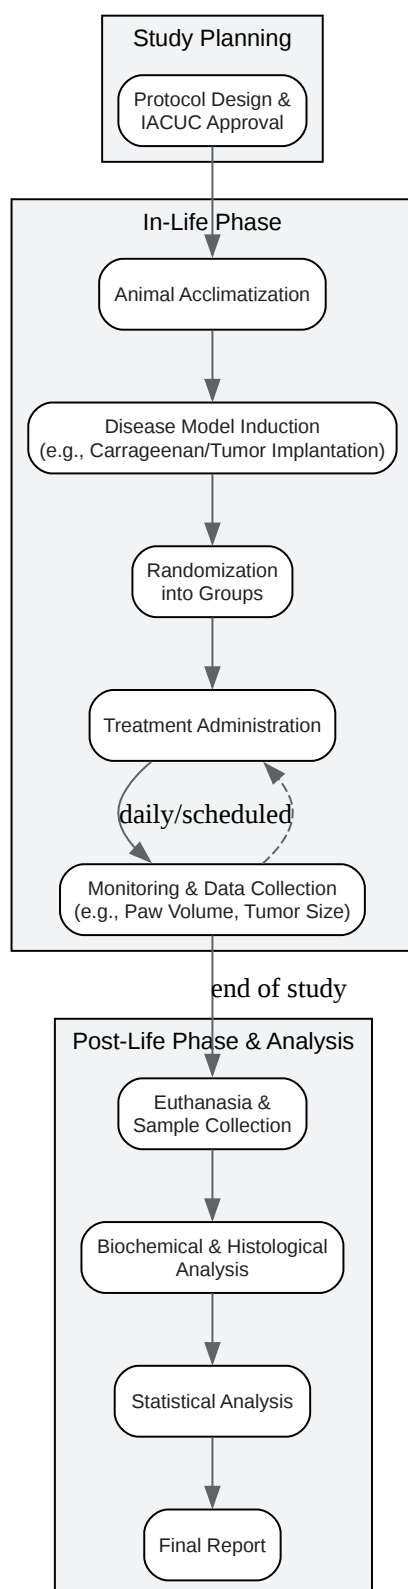 Study Planning
Protocol Design &
IACUC Approval
In-Life Phase
Animal Acclimatization
Disease Model Induction
(e.g., Carrageenan/Tumor Implantation)
Randomization
into Groups
Treatment Administration
daily/scheduled
Monitoring & Data Collection
(e.g., Paw Volume, Tumor Size)
end of study
Post-Life Phase & Analysis
Euthanasia &
Sample Collection
Biochemical & Histological
Analysis
Statistical Analysis
Final Report